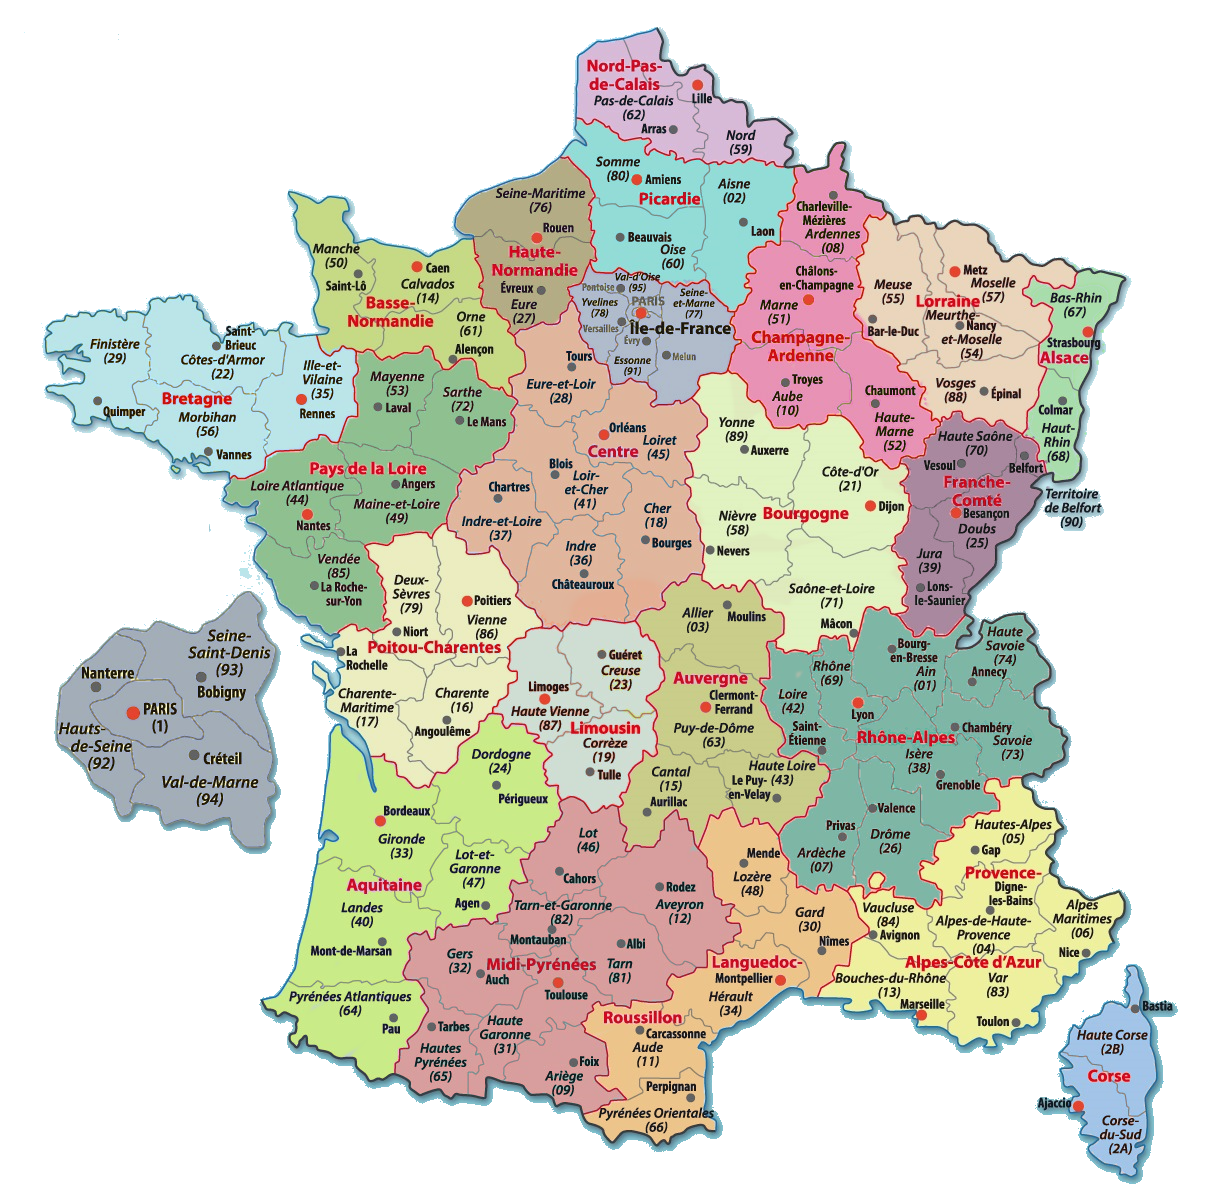 Nord-Pas-
de-Calais
Lille
Pas-de-Calais
(62)
Arras
Nord
(59)
Somme
(80)
Amiens
Picardie
Aisne
(02)
Laon
Beauvais
Oise
(60)
Seine-Maritime
(76)
Rouen
Haute-
Normandie
Évreux
Eure
(27)
Manche
(50)
Saint-Lô
Caen
Calvados
(14)
Basse-
Normandie
Orne
(61)
Alençon
Charleville-
Mézières
Ardennes
(08)
Châlons-
en-Champagne
Marne
(51)
Champagne-
Ardenne
Troyes
Aube
(10)
Chaumont
Haute-
Marne
(52)
Meuse
(55)
Bar-le-Duc
Metz
Moselle
(57)
Lorraine
Meurthe-
Nancy
et-Moselle
(54)
Vosges
(88)
Épinal
Bas-Rhin
(67)
Strasbourg
Alsace
Colmar
Haut-
Rhin
(68)
Val-d'Oise
(95)
Pontoise
Yvelines
(78)
Versailles
PARIS
Seine-
et-Marne
(77)
Île-de-France
Évry
Essonne
(91)
Melun
Finistère
(29)
Quimper
Saint-
Brieuc
Côtes-d'Armor
(22)
Bretagne
Morbihan
(56)
Vannes
Ille-et-
Vilaine
(35)
Rennes
Mayenne
(53)
Laval
Sarthe
(72)
Le Mans
Pays de la Loire
Loire Atlantique
(44)
Nantes
Angers
Maine-et-Loire
(49)
Vendée
(85)
La Roche-
sur-Yon
Tours
Eure-et-Loir
(28)
Orléans
Centre
Loiret
(45)
Blois
Loir-
et-Cher
(41)
Chartres
Indre-et-Loire
(37)
Cher
(18)
Bourges
Indre
(36)
Châteauroux
Yonne
(89)
Auxerre
Côte-d'Or
(21)
Dijon
Bourgogne
Nièvre
(58)
Nevers
Saône-et-Loire
(71)
Mâcon
Haute Saône
(70)
Vesoul
Belfort
Franche-
Comté
Besançon
Doubs
(25)
Jura
(39)
Lons-
le-Saunier
Territoire
de Belfort
(90)
Deux-
Sèvres
(79)
Niort
Poitiers
Vienne
(86)
Poitou-Charentes
La
Rochelle
Charente-
Maritime
(17)
Charente
(16)
Angoulême
Guéret
Creuse
(23)
Limoges
Haute Vienne
(87)
Limousin
Corrèze
(19)
Tulle
Allier
(03)
Moulins
Auvergne
Clermont-
Ferrand
Puy-de-Dôme
(63)
Cantal
(15)
Aurillac
Haute Loire
(43)
Le Puy-
en-Velay
Bourg-
en-Bresse
Ain
(01)
Haute
Savoie
(74)
Annecy
Rhône
(69)
Loire
(42)
Lyon
Saint-
Étienne
Rhône-Alpes
Chambéry
Savoie
(73)
Isère
(38)
Grenoble
Valence
Privas
Ardèche
(07)
Drôme
(26)
Seine-
Saint-Denis
(93)
Nanterre
Bobigny
PARIS
(1)
Hauts-
de-Seine
(92)
Créteil
Val-de-Marne
(94)
Dordogne
(24)
Périgueux
Bordeaux
Gironde
(33)
Lot-et-
Garonne
(47)
Agen
Aquitaine
Landes
(40)
Mont-de-Marsan
Pyrénées Atlantiques
(64)
Pau
Lot
(46)
Cahors
Rodez
Aveyron
(12)
Tarn-et-Garonne
(82)
Montauban
Albi
Tarn
(81)
Gers
(32)
Auch
Midi-Pyrénées
Toulouse
Tarbes
Hautes
Pyrénées
(65)
Haute
Garonne
(31)
Foix
Ariège
(09)
Mende
Lozère
(48)
Gard
(30)
Nîmes
Languedoc-
Montpellier
Hérault
(34)
Roussillon
Carcassonne
Aude
(11)
Perpignan
Pyrénées Orientales
(66)
Hautes-Alpes
(05)
Gap
Provence-
Digne-
les-Bains
Alpes-de-Haute-
Provence
(04)
Alpes
Maritimes
(06)
Nice
Vaucluse
(84)
Avignon
Alpes-Côte d'Azur
Bouches-du-Rhône
(13)
Marseille
Var
(83)
Toulon
Bastia
Haute Corse
(2B)
Corse
Ajaccio
Corse-
du-Sud
(2A)